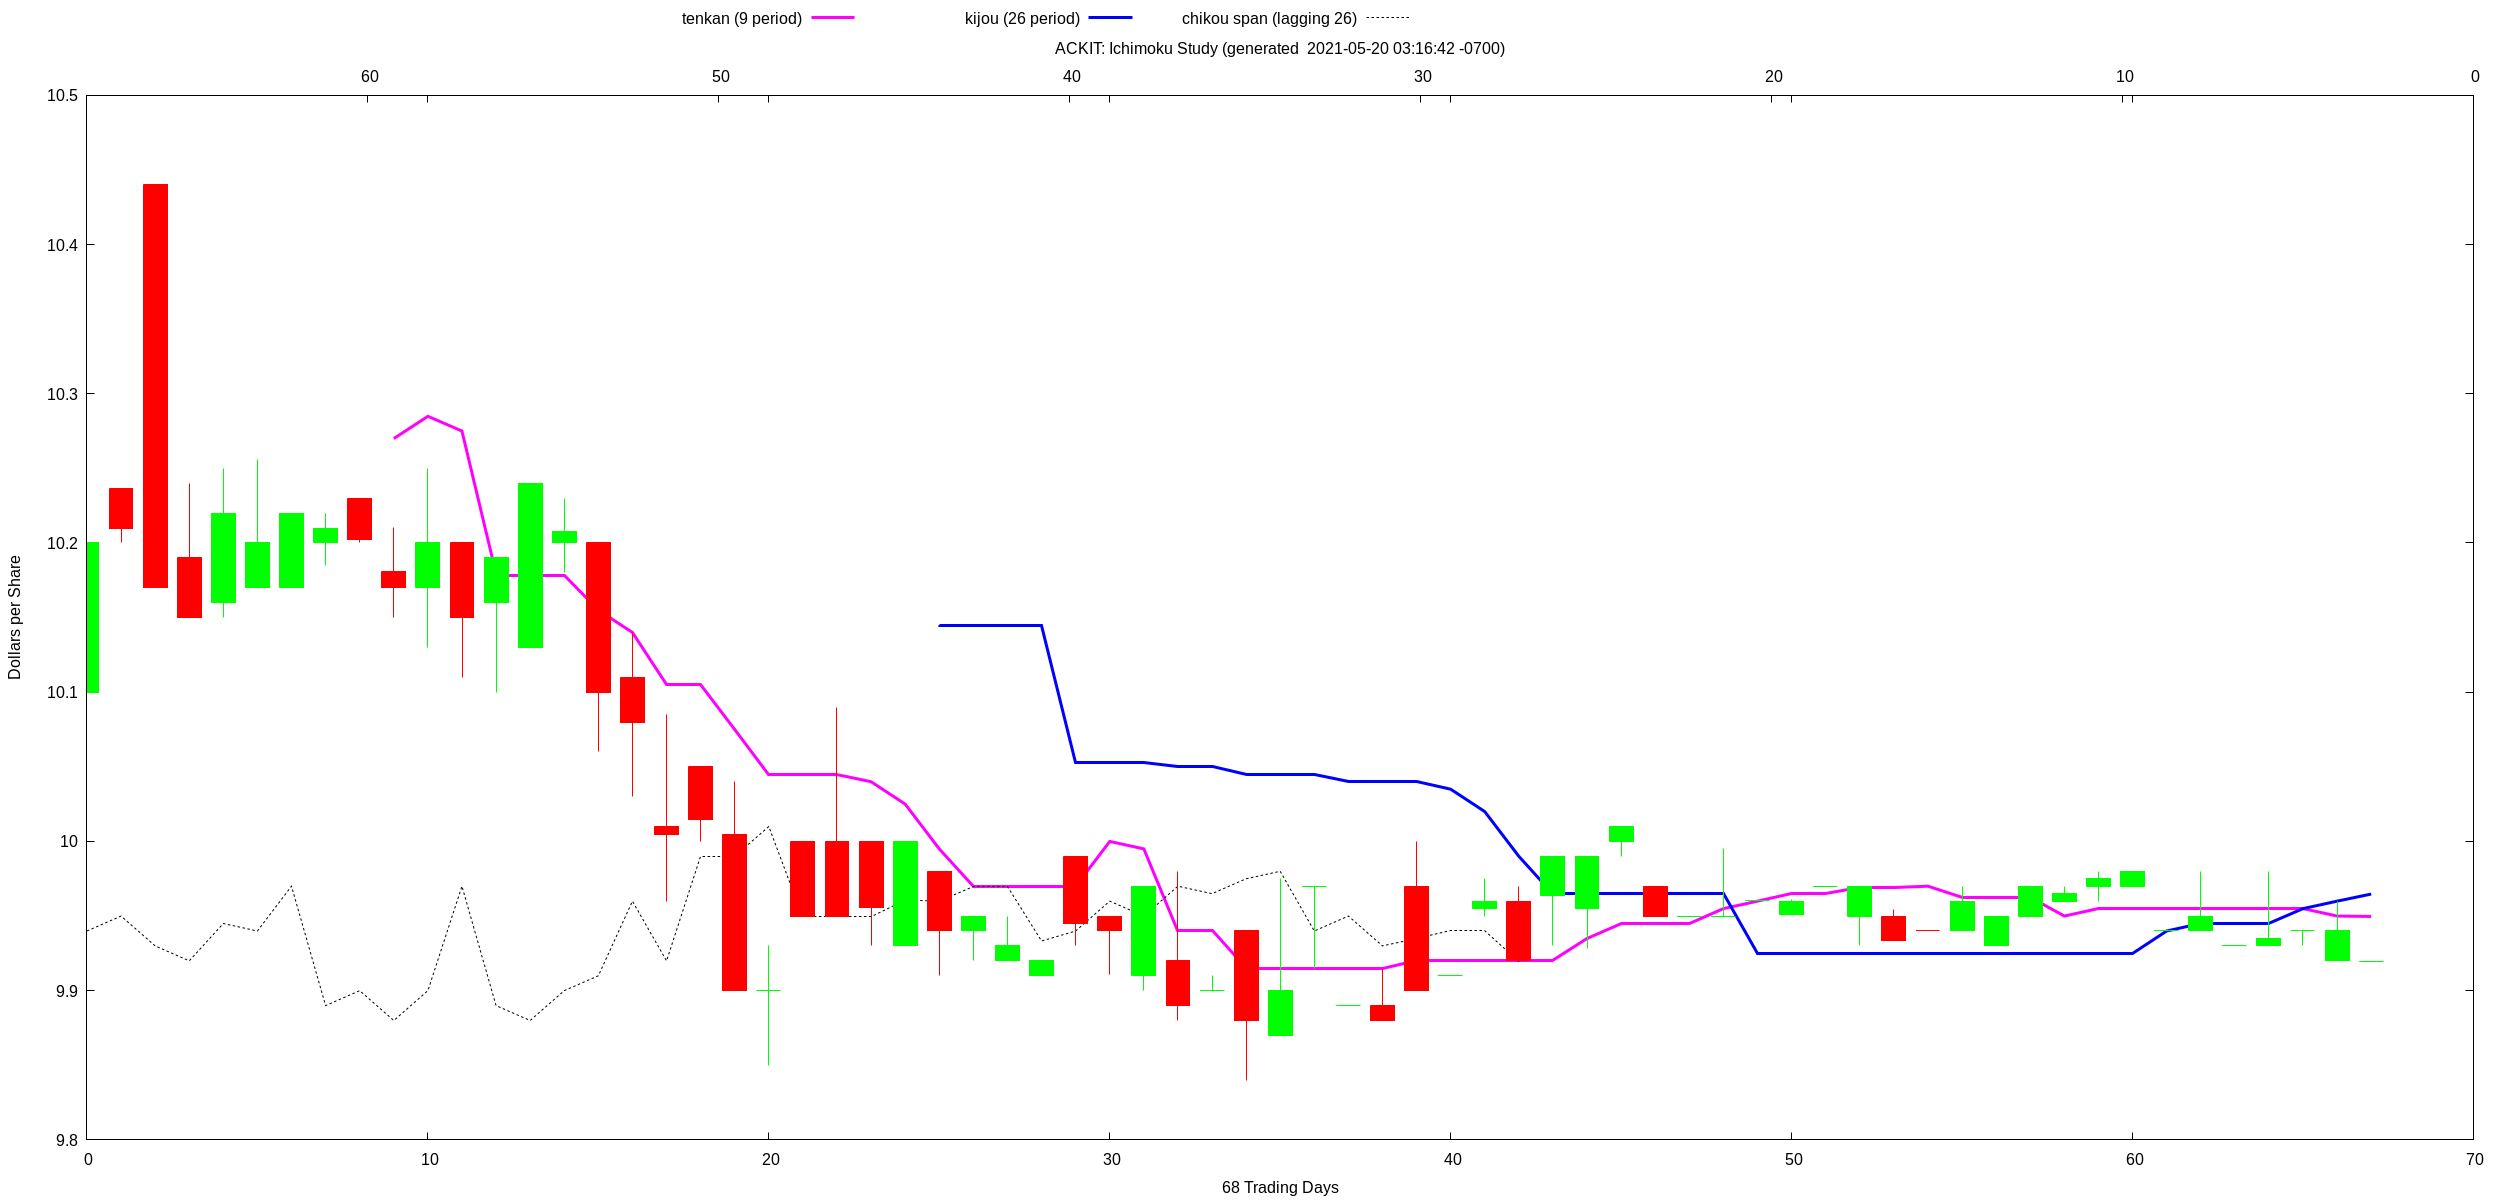 tenkan (9 period) kijou (26 period) chikou span (lagging 26)
ACKIT: Ichimoku Study (generated  2021-05-20 03:16:42 -0700)
60 50 40 30 20 10 0
10.5
10.4
10.3
10.2
10.1
10
9.9
9.8
Dollars per Share
0 10 20 30 40 50 60 70
68 Trading Days